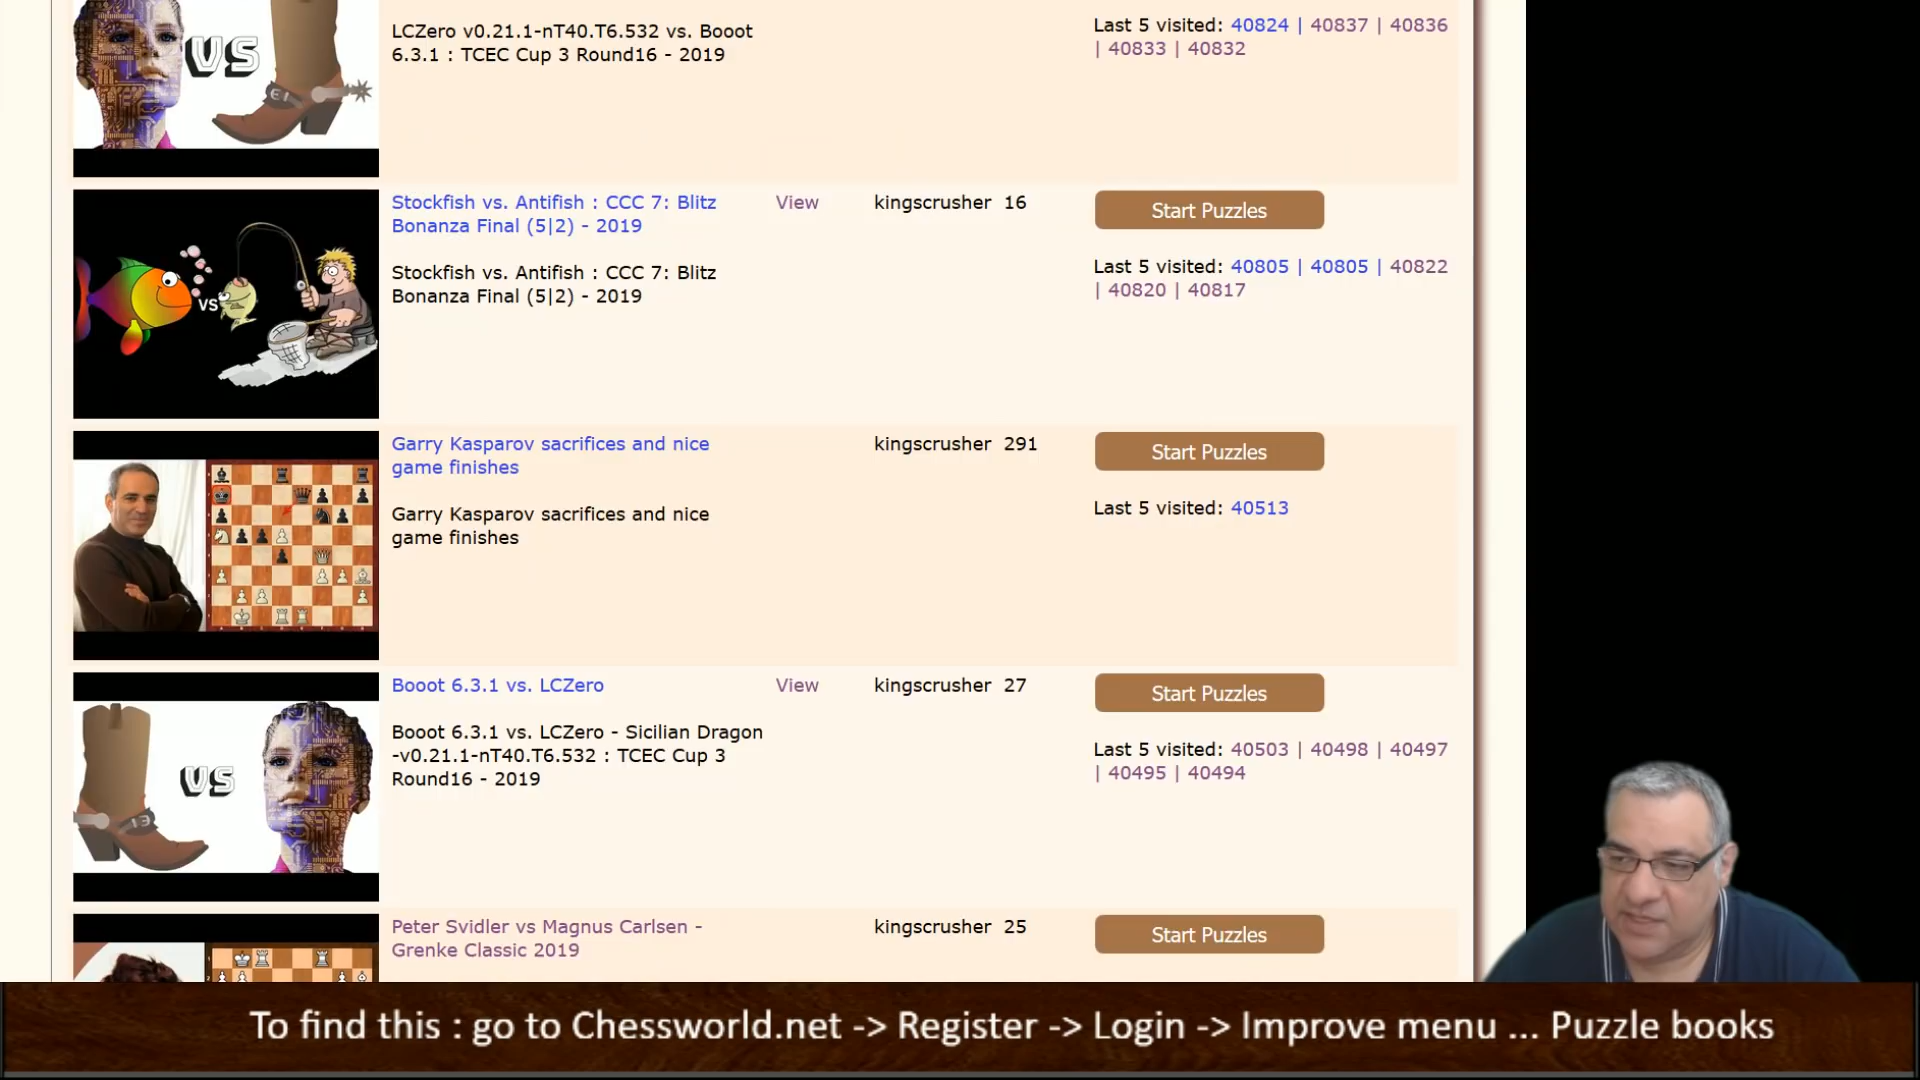 VS
LCZero v0.21.1-nT40.T6.532 vs. Booot
6.3.1 : TCEC Cup 3 Round16 - 2019
Last 5 visited: 40824 | 40837 | 40836
| 40833 | 40832
VS
Stockfish vs. Antifish : CCC 7: Blitz
Bonanza Final (5|2) - 2019
Stockfish vs. Antifish : CCC 7: Blitz
Bonanza Final (5|2) - 2019
View
kingscrusher 16
Start Puzzles
Last 5 visited: 40805 | 40805 | 40822
| 40820 | 40817
Garry Kasparov sacrifices and nice
game finishes
Garry Kasparov sacrifices and nice
game finishes
kingscrusher 291
Start Puzzles
Last 5 visited: 40513
VS
Booot 6.3.1 vs. LCZero
Booot 6.3.1 vs. LCZero - Sicilian Dragon
-v0.21.1-nT40.T6.532 : TCEC Cup 3
Round16 - 2019
View
kingscrusher 27
Start Puzzles
Last 5 visited: 40503 | 40498 | 40497
| 40495 | 40494
Peter Svidler vs Magnus Carlsen -
Grenke Classic 2019
kingscrusher 25
Start Puzzles
To find this : go to Chessworld.net -> Register -> Login -> Improve menu ... Puzzle books